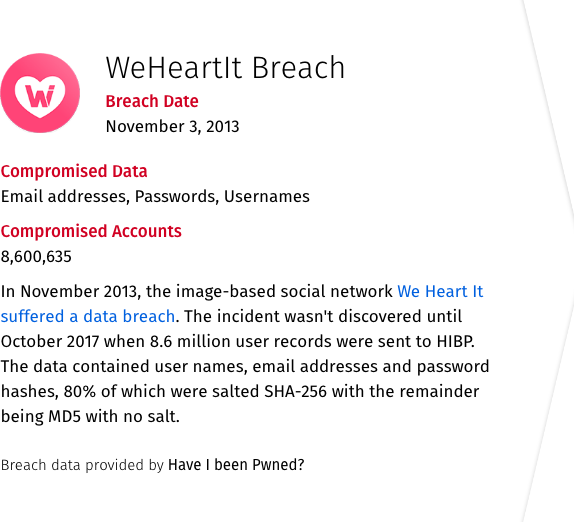 WeHeartIt Breach
Wi
Breach Date
November 3, 2013
Compromised Data
Email addresses, Passwords, Usernames
Compromised Accounts
8,600,635
In November 2013, the image-based social network We Heart It
suffered a data breach. The incident wasn't discovered until
October 2017 when 8.6 million user records were sent to HIBP.
The data contained user names, email addresses and password
hashes, 80% of which were salted SHA-256 with the remainder
being MD5 with no salt.
Breach data provided by Have I been Pwned?